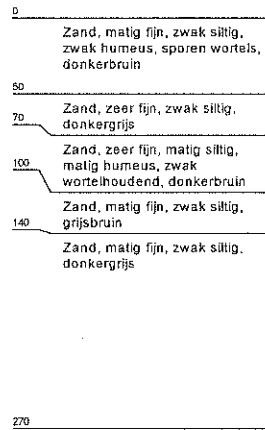 0
Zand, matig fijn, zwak siltig,
zwak humeus, sporen wortels,
donkerbruin
50
Zand, zeer fijn, zwak siltig,
70
donkergrijs
Zand, zeer fijn, matig siltig,
100
matig humeus, zwak
wortelhoudend, donkerbruin
Zand, matig fijn, zwak siltig,
140
grijsbruin
Zand, matig fijn, zwak siltig,
donkergrijs
270